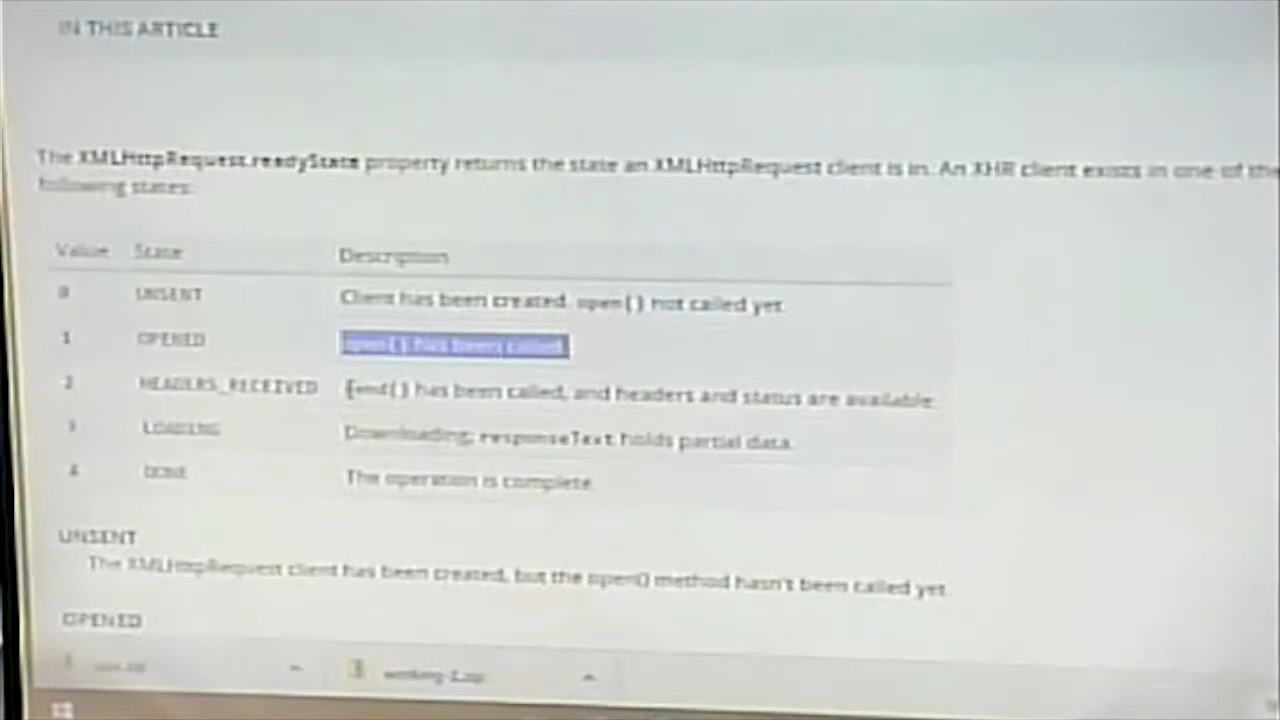 IN THIS ARTICLE
The XMLHttpRequest.readyState property returns the state an XMLHttpRequest client is in. An XHR client exists in one of the
following states:
Value State Description
0 UNSENT Client has been created. open() not called yet.
1 OPENED open() has been called.
2 HEADERS_RECEIVED send() has been called, and headers and status are available.
3 LOADING Downloading; responseText holds partial data.
4 DONE The operation is complete.
UNSENT
The XMLHttpRequest client has been created, but the open() method hasn't been called yet.
OPENED